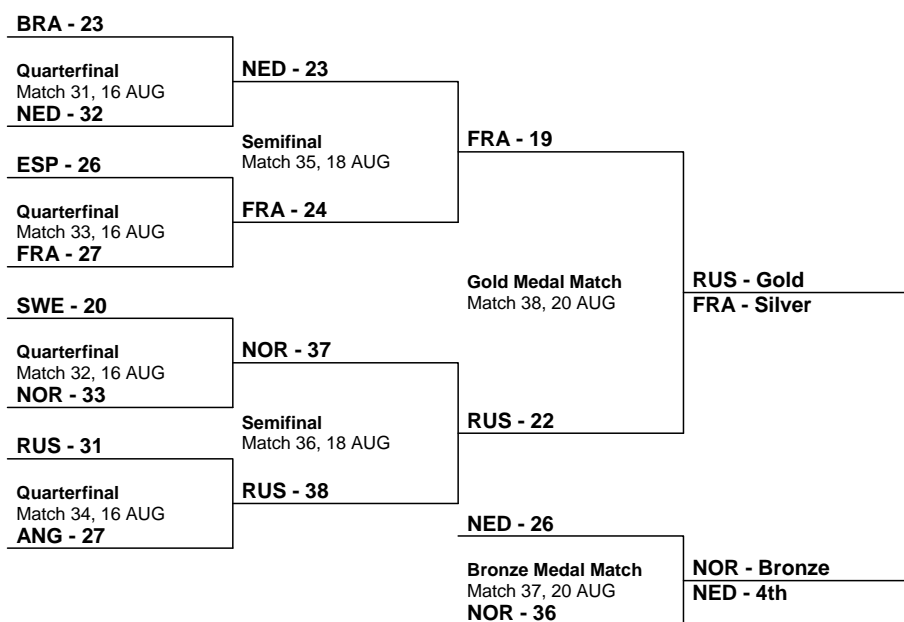 BRA - 23
Quarterfinal
Match 31, 16 AUG
NED - 32
ESP - 26
Quarterfinal
Match 33, 16 AUG
FRA - 27
SWE - 20
Quarterfinal
Match 32, 16 AUG
NOR - 33
RUS - 31
Quarterfinal
Match 34, 16 AUG
ANG - 27
NED - 23
Semifinal
Match 35, 18 AUG
FRA - 24
NOR - 37
Semifinal
Match 36, 18 AUG
RUS - 38
FRA - 19
Gold Medal Match
Match 38, 20 AUG
RUS - 22
NED - 26
Bronze Medal Match
Match 37, 20 AUG
NOR - 36
RUS - Gold
FRA - Silver
NOR - Bronze
NED - 4th